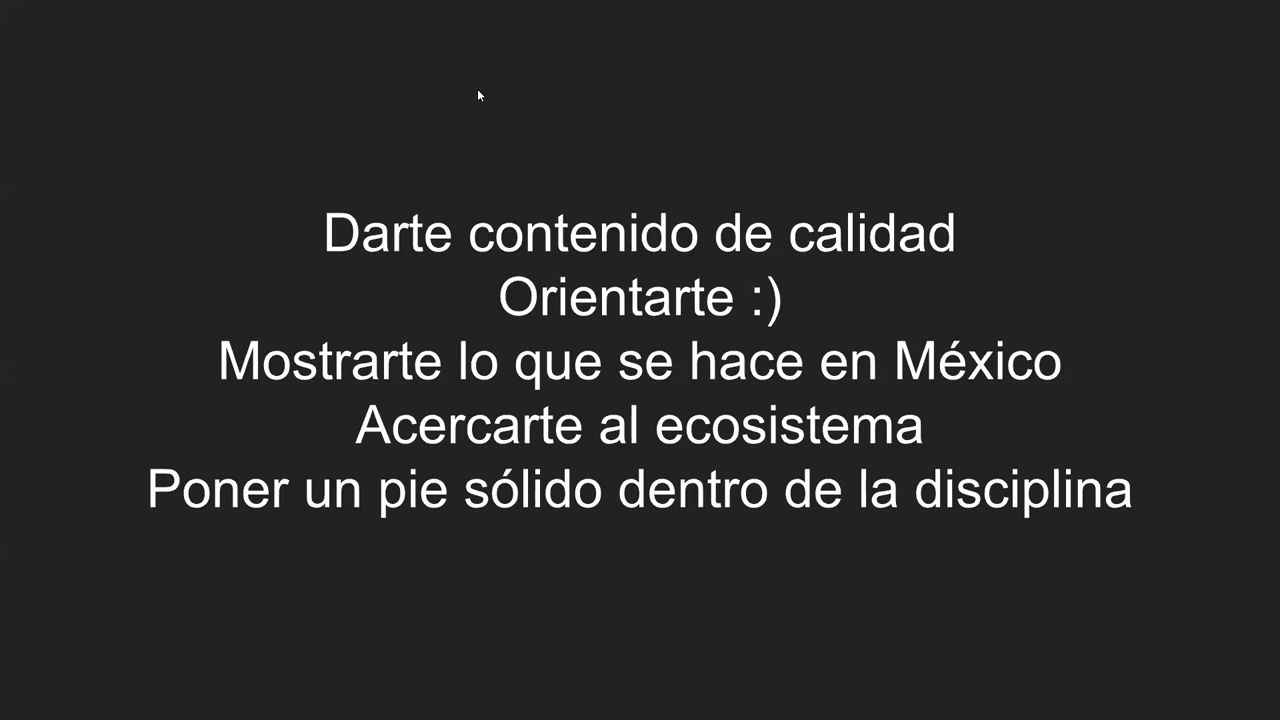 Darte contenido de calidad
Orientarte :)
Mostrarte lo que se hace en México
Acercarte al ecosistema
Poner un pie sólido dentro de la disciplina